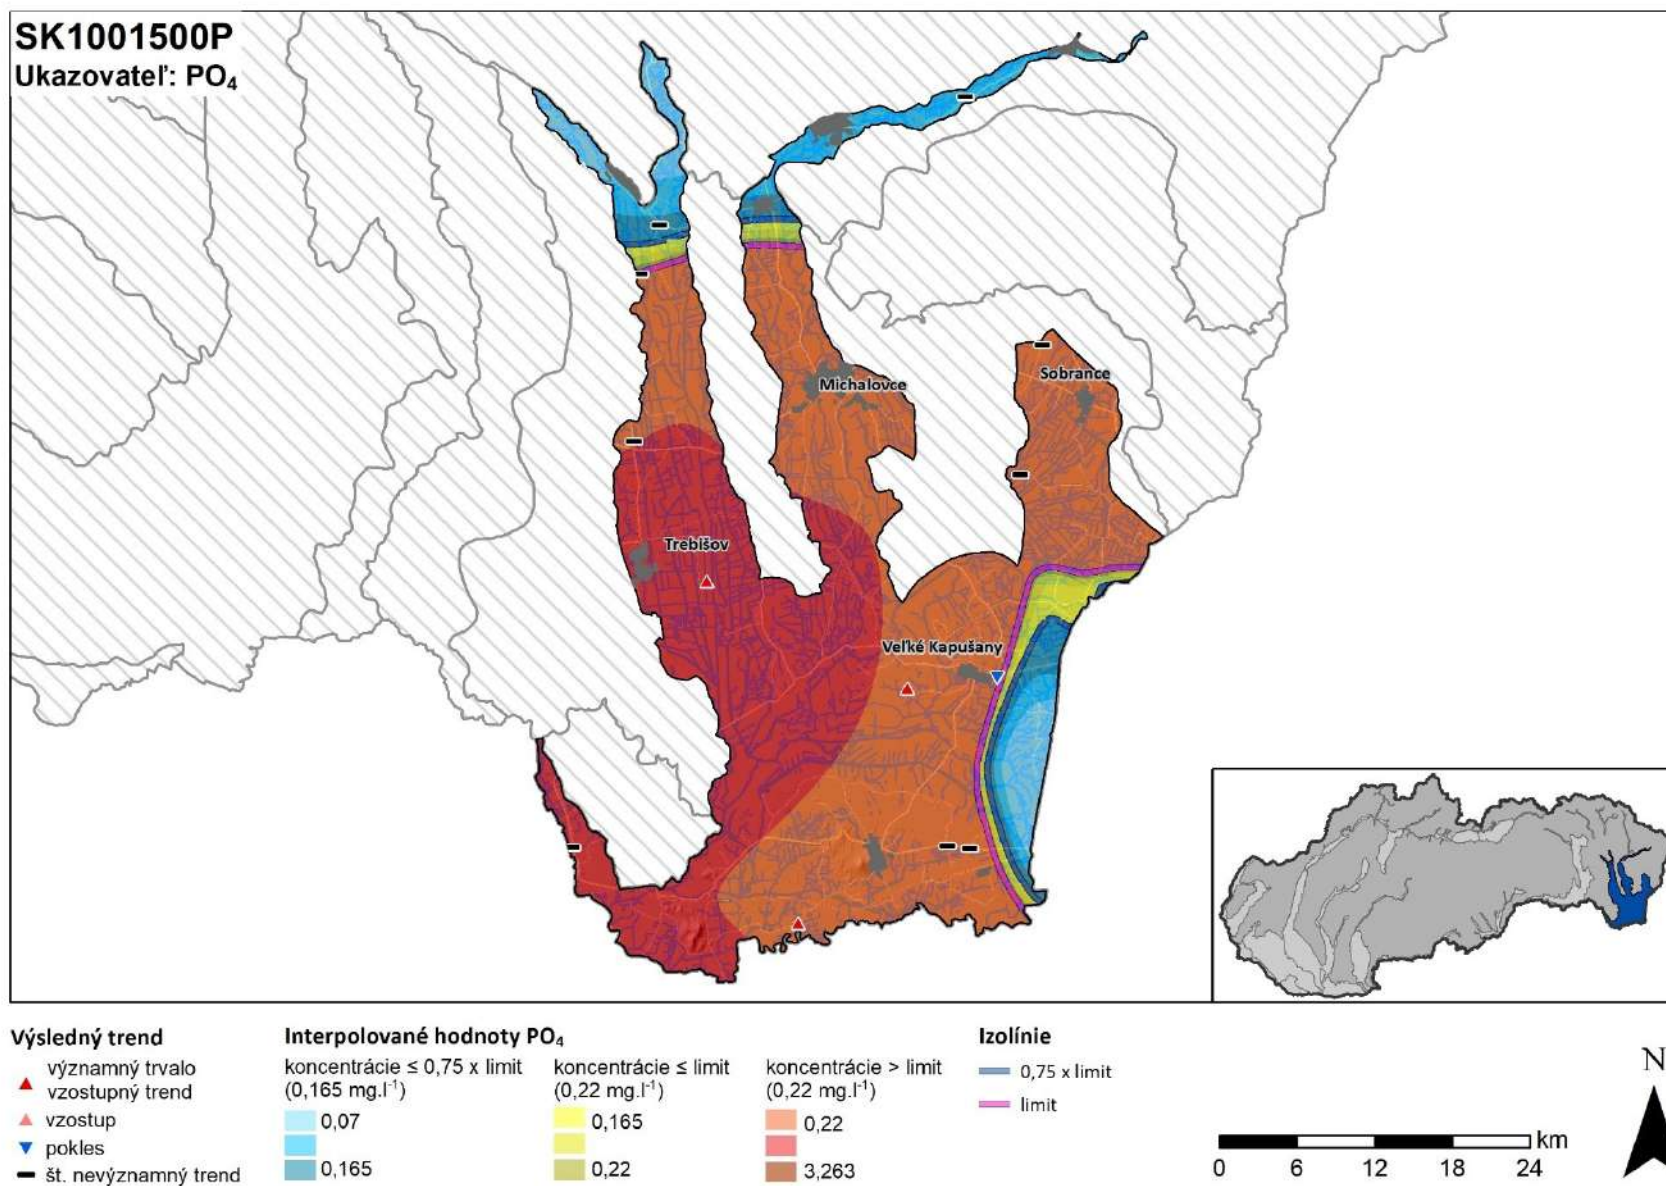 SK1001500P
Ukazovateľ: PO₄
Michalovce
Sobrance
Trebišov
Veľké Kapušany
Výsledný trend
významný trvalo
vzostupný trend
vzostup
pokles
št. nevýznamný trend
Interpolované hodnoty PO₄
koncentrácie ≤ 0,75 x limit
(0,165 mg.l⁻¹)
0,07
0,165
koncentrácie ≤ limit
(0,22 mg.l⁻¹)
0,165
0,22
koncentrácie > limit
(0,22 mg.l⁻¹)
0,22
3,263
Izolínie
0,75 x limit
limit
km
0 6 12 18 24
N